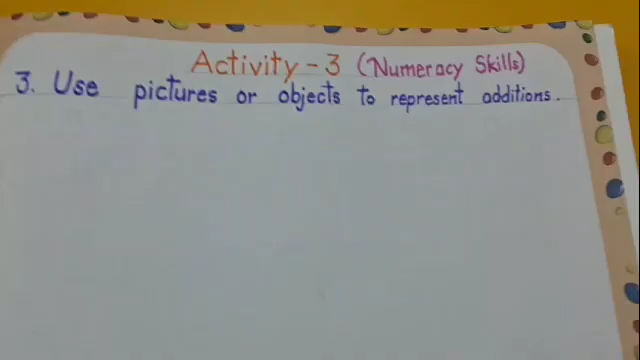 Activity - 3 (Numeracy Skills)
3. Use pictures or objects to represent additions.